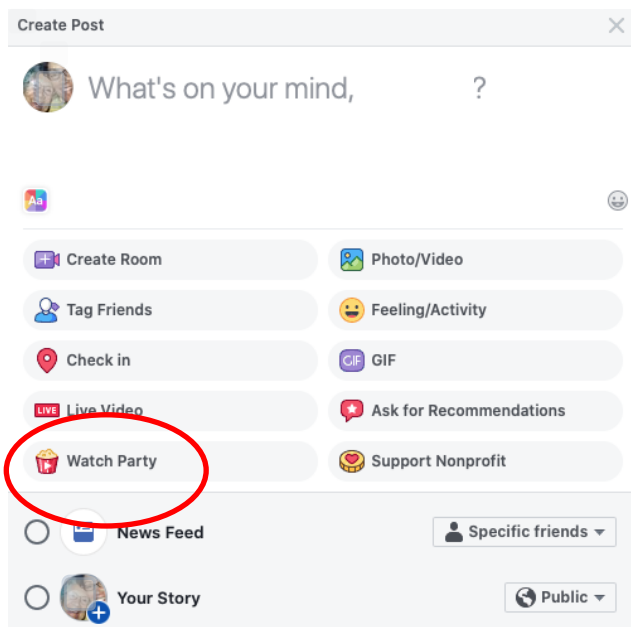 Create Post
What's on your mind, ?
Aa
Create Room Photo/Video
Tag Friends Feeling/Activity
Check in GIF GIF
LIVE Live Video Ask for Recommendations
Watch Party Support Nonprofit
News Feed Specific friends
Your Story Public